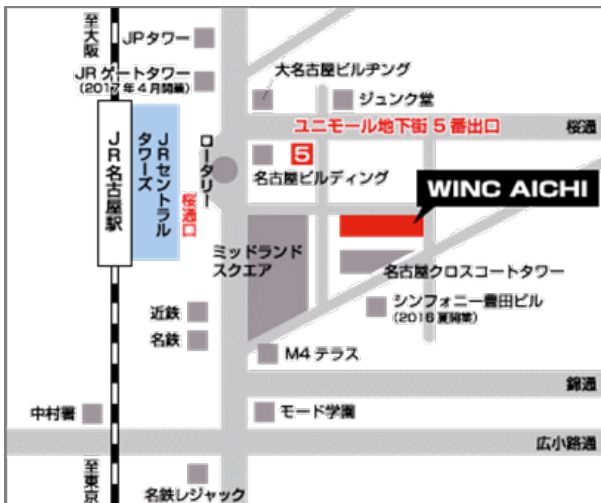 至大阪
JPタワー
JRゲートタワー
(2017年4月開業)
大名古屋ビルヂング
ジュンク堂
ユニモール地下街 5 番出口
桜通
JR名古屋駅
JRセントラル
タワーズ
桜通口
ロータリー
5
名古屋ビルディング
WINC AICHI
ミッドランド
スクエア
名古屋クロスコートタワー
シンフォニー豊田ビル
(2016夏開業)
近鉄
名鉄
M4テラス
錦通
中村署
モード学園
広小路通
至東京
名鉄レジャック